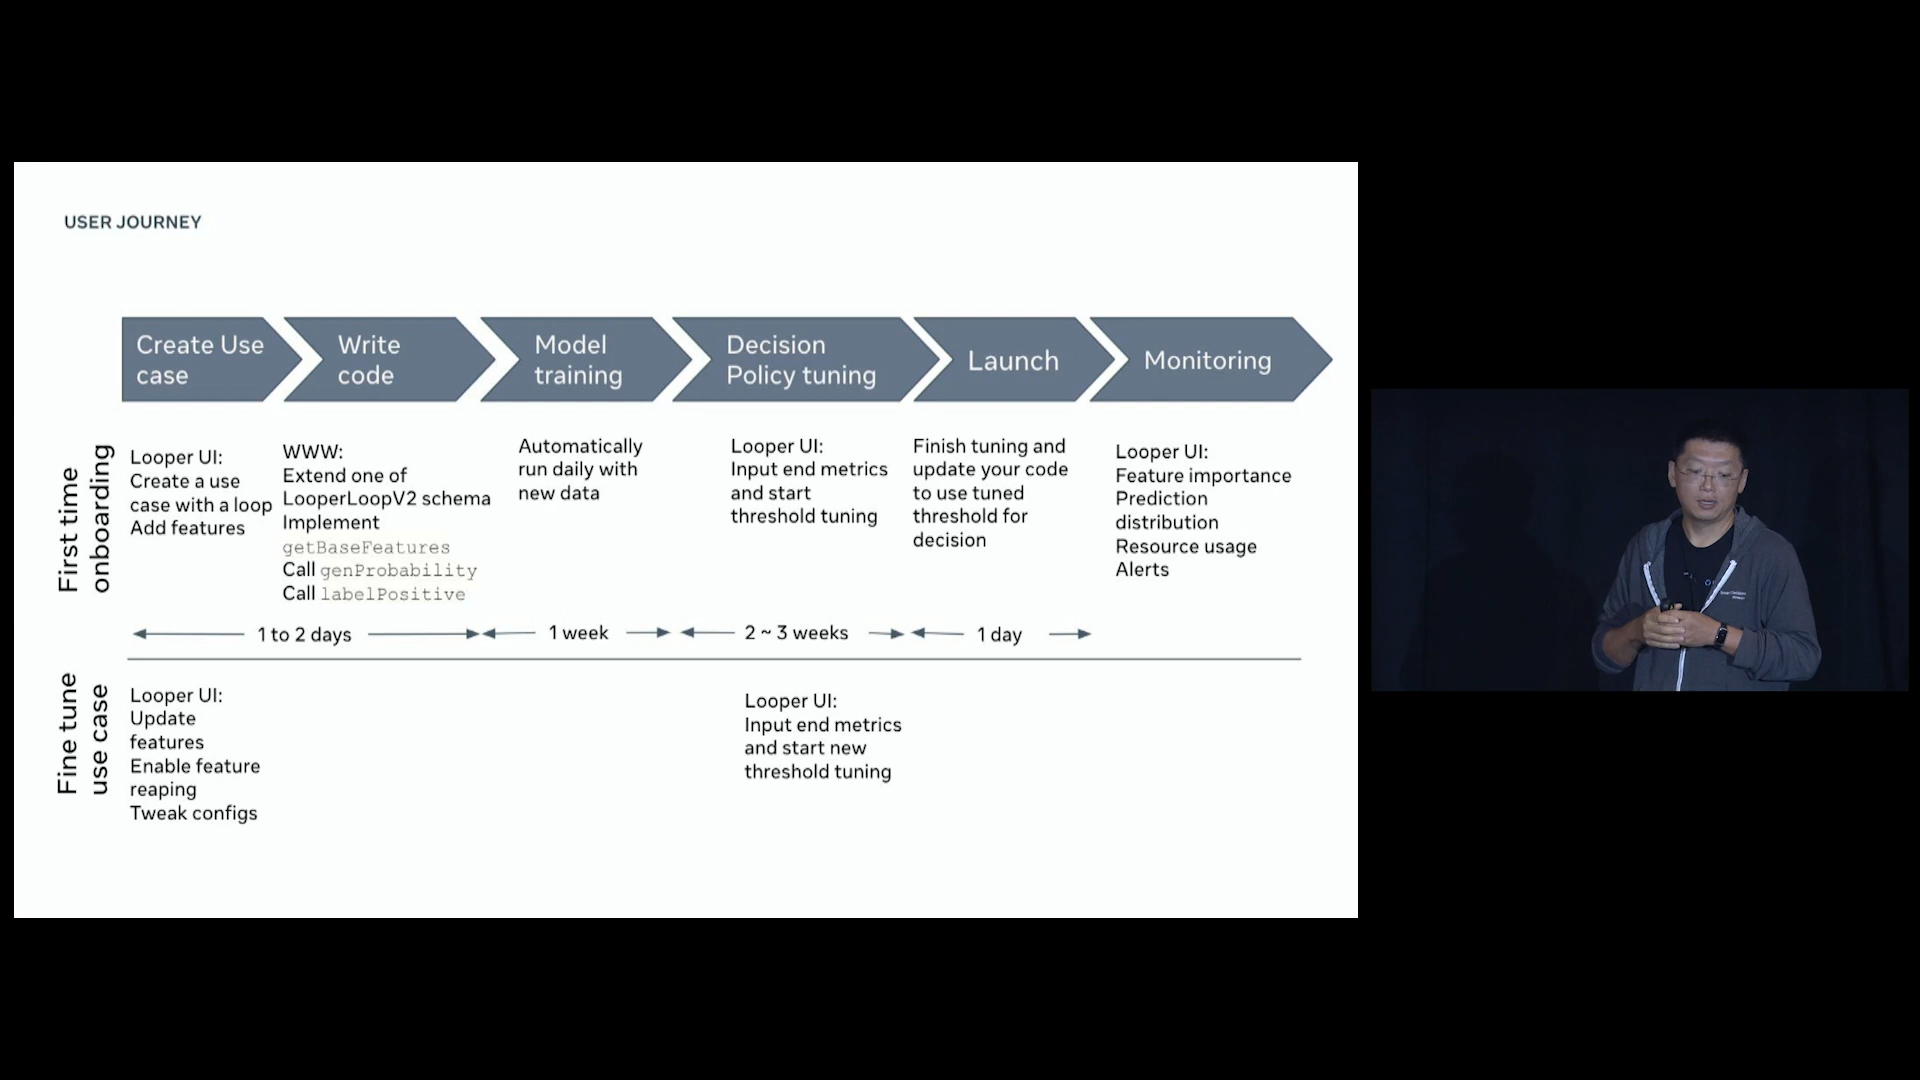 USER JOURNEY
Create Use
case
Write
code
Model
training
Decision
Policy tuning
Launch
Monitoring
First time
onboarding
Looper UI:
Create a use
case with a loop
Add features
WWW:
Extend one of
LooperLoopV2 schema
Implement
getBaseFeatures
Call genProbability
Call labelPositive
Automatically
run daily with
new data
Looper UI:
Input end metrics
and start
threshold tuning
Finish tuning and
update your code
to use tuned
threshold for
decision
Looper UI:
Feature importance
Prediction
distribution
Resource usage
Alerts
1 to 2 days
1 week
2 ~ 3 weeks
1 day
Fine tune
use case
Looper UI:
Update
features
Enable feature
reaping
Tweak configs
Looper UI:
Input end metrics
and start new
threshold tuning